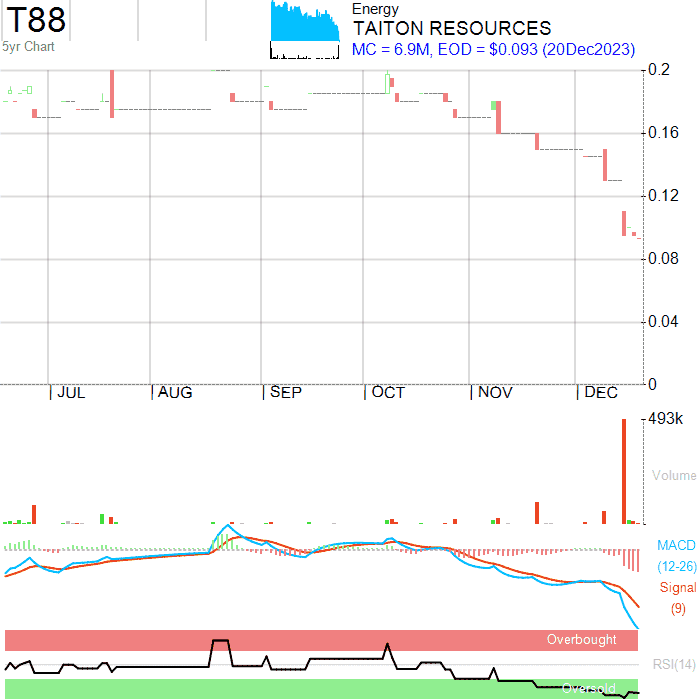 T88
5yr Chart
Energy
TAITON RESOURCES
MC = 6.9M, EOD = $0.093 (20Dec2023)
0.2
0.16
0.12
0.08
0.04
0
JUL
AUG
SEP
OCT
NOV
DEC
493k
Volume
MACD
(12-26)
Signal
(9)
Overbought
RSI(14)
Oversold